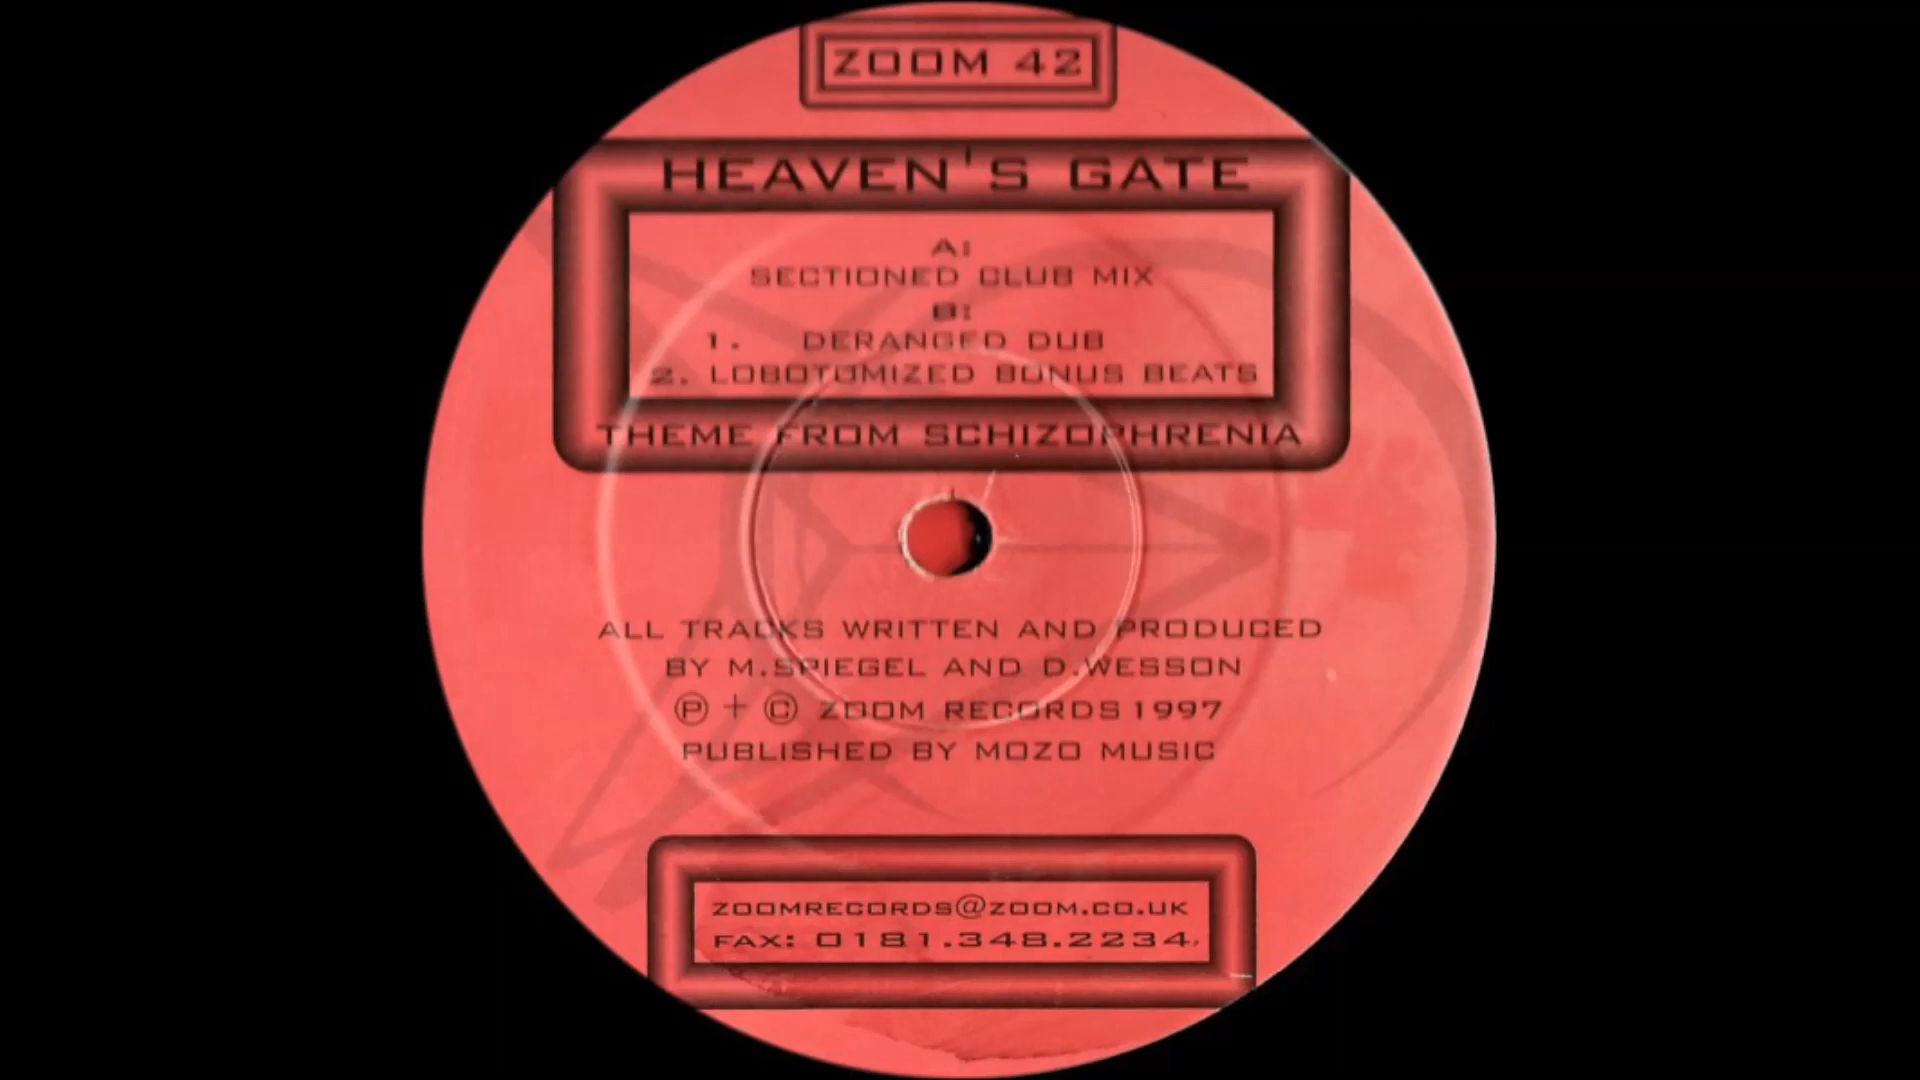 ZOOM 42
HEAVEN'S GATE
A:
SECTIONED CLUB MIX
B:
1. DERANGED DUB
2. LOBOTOMIZED BONUS BEATS
THEME FROM SCHIZOPHRENIA
ALL TRACKS WRITTEN AND PRODUCED
BY M.SPIEGEL AND D.WESSON
Ⓟ + © ZOOM RECORDS 1997
PUBLISHED BY MOZO MUSIC
ZOOMRECORDS@ZOOM.CO.UK
FAX: 0181.348.2234,